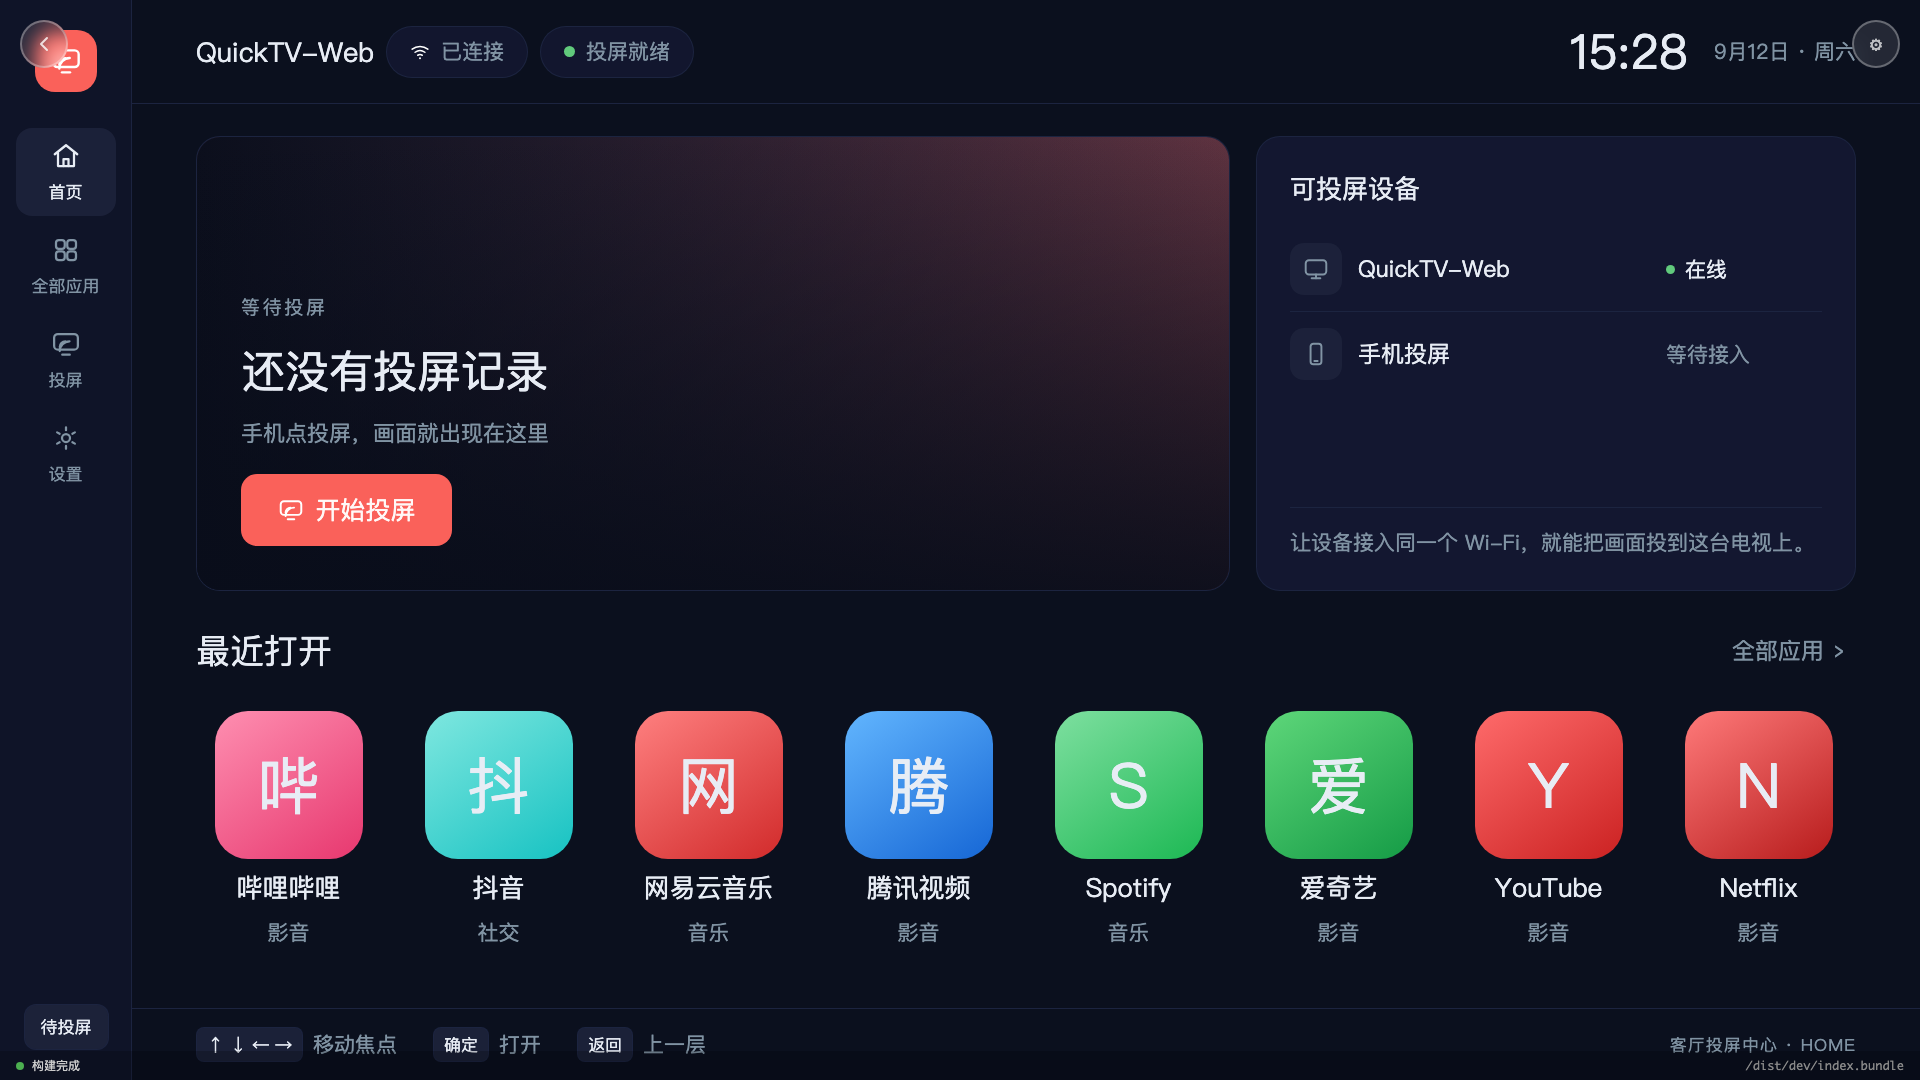 QuickTV-Web
已连接
投屏就绪
15:28
9月12日 · 周六
首页
全部应用
投屏
设置
等待投屏
还没有投屏记录
手机点投屏，画面就出现在这里
开始投屏
可投屏设备
QuickTV-Web
在线
手机投屏
等待接入
让设备接入同一个 Wi-Fi，就能把画面投到这台电视上。
最近打开
全部应用 >
哔 抖 网 腾 S 爱 Y N
哔哩哔哩 抖音 网易云音乐 腾讯视频 Spotify 爱奇艺 YouTube Netflix
影音 社交 音乐 影音 音乐 影音 影音 影音
待投屏
构建完成
↑ ↓ ← → 移动焦点 确定 打开 返回 上一层
客厅投屏中心 · HOME
/dist/dev/index.bundle